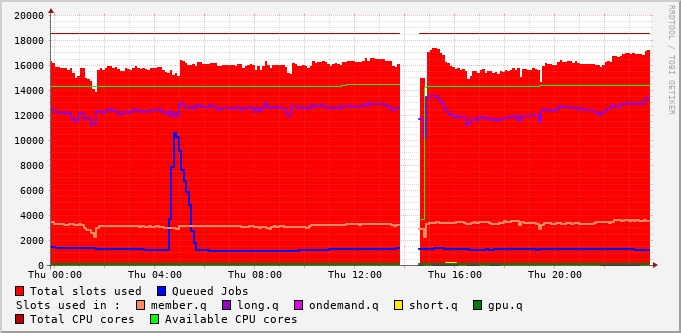 RRDTOOL / TOBI OETIKER
20000
18000
16000
14000
12000
10000
8000
6000
4000
2000
0
Thu 00:00 Thu 04:00 Thu 08:00 Thu 12:00 Thu 16:00 Thu 20:00
Total slots used Queued Jobs
Slots used in : member.q long.q ondemand.q short.q gpu.q
Total CPU cores Available CPU cores